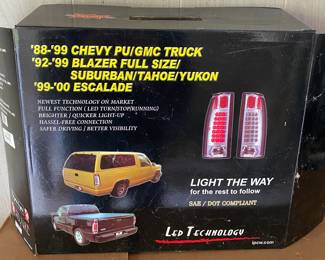 '88-'99 CHEVY PU/GMC TRUCK
'92-'99 BLAZER FULL SIZE/
SUBURBAN/TAHOE/YUKON
'99-'00 ESCALADE
NEWEST TECHNOLOGY ON MARKET
FULL FUNCTION ( LED TURN/STOP/RUNNING)
BRIGHTER / QUICKER LIGHT-UP
HASSEL-FREE CONNECTION
SAFER DRIVING / BETTER VISIBILITY
LIGHT THE WAY
for the rest to follow
SAE / DOT COMPLIANT
LED TECHNOLOGY
ipcw.com